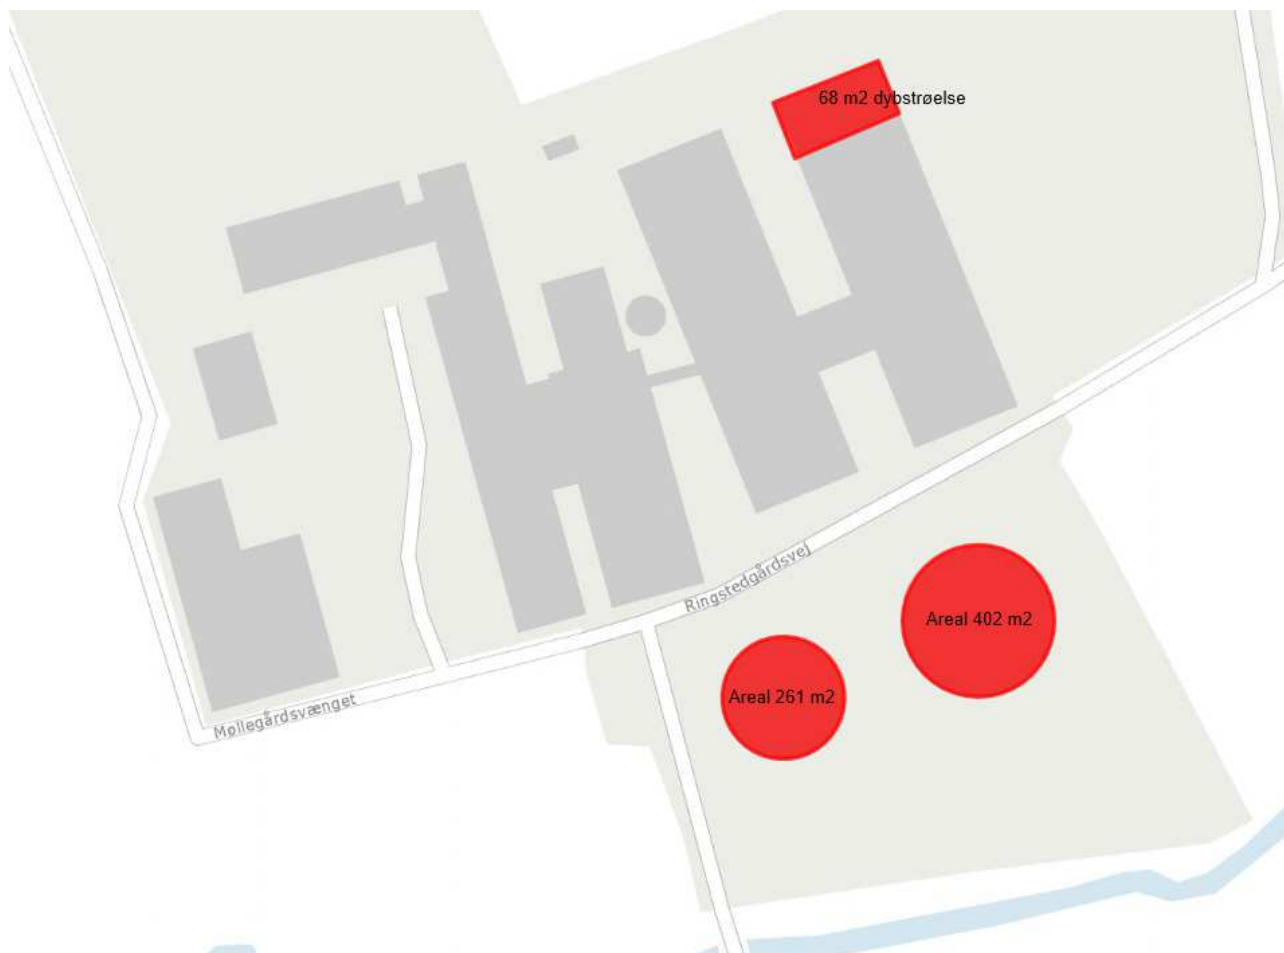 68 m2 dybstrøelse
Ringstedgårdsvej
Areal 402 m2
Areal 261 m2
Møllegårdsvænget